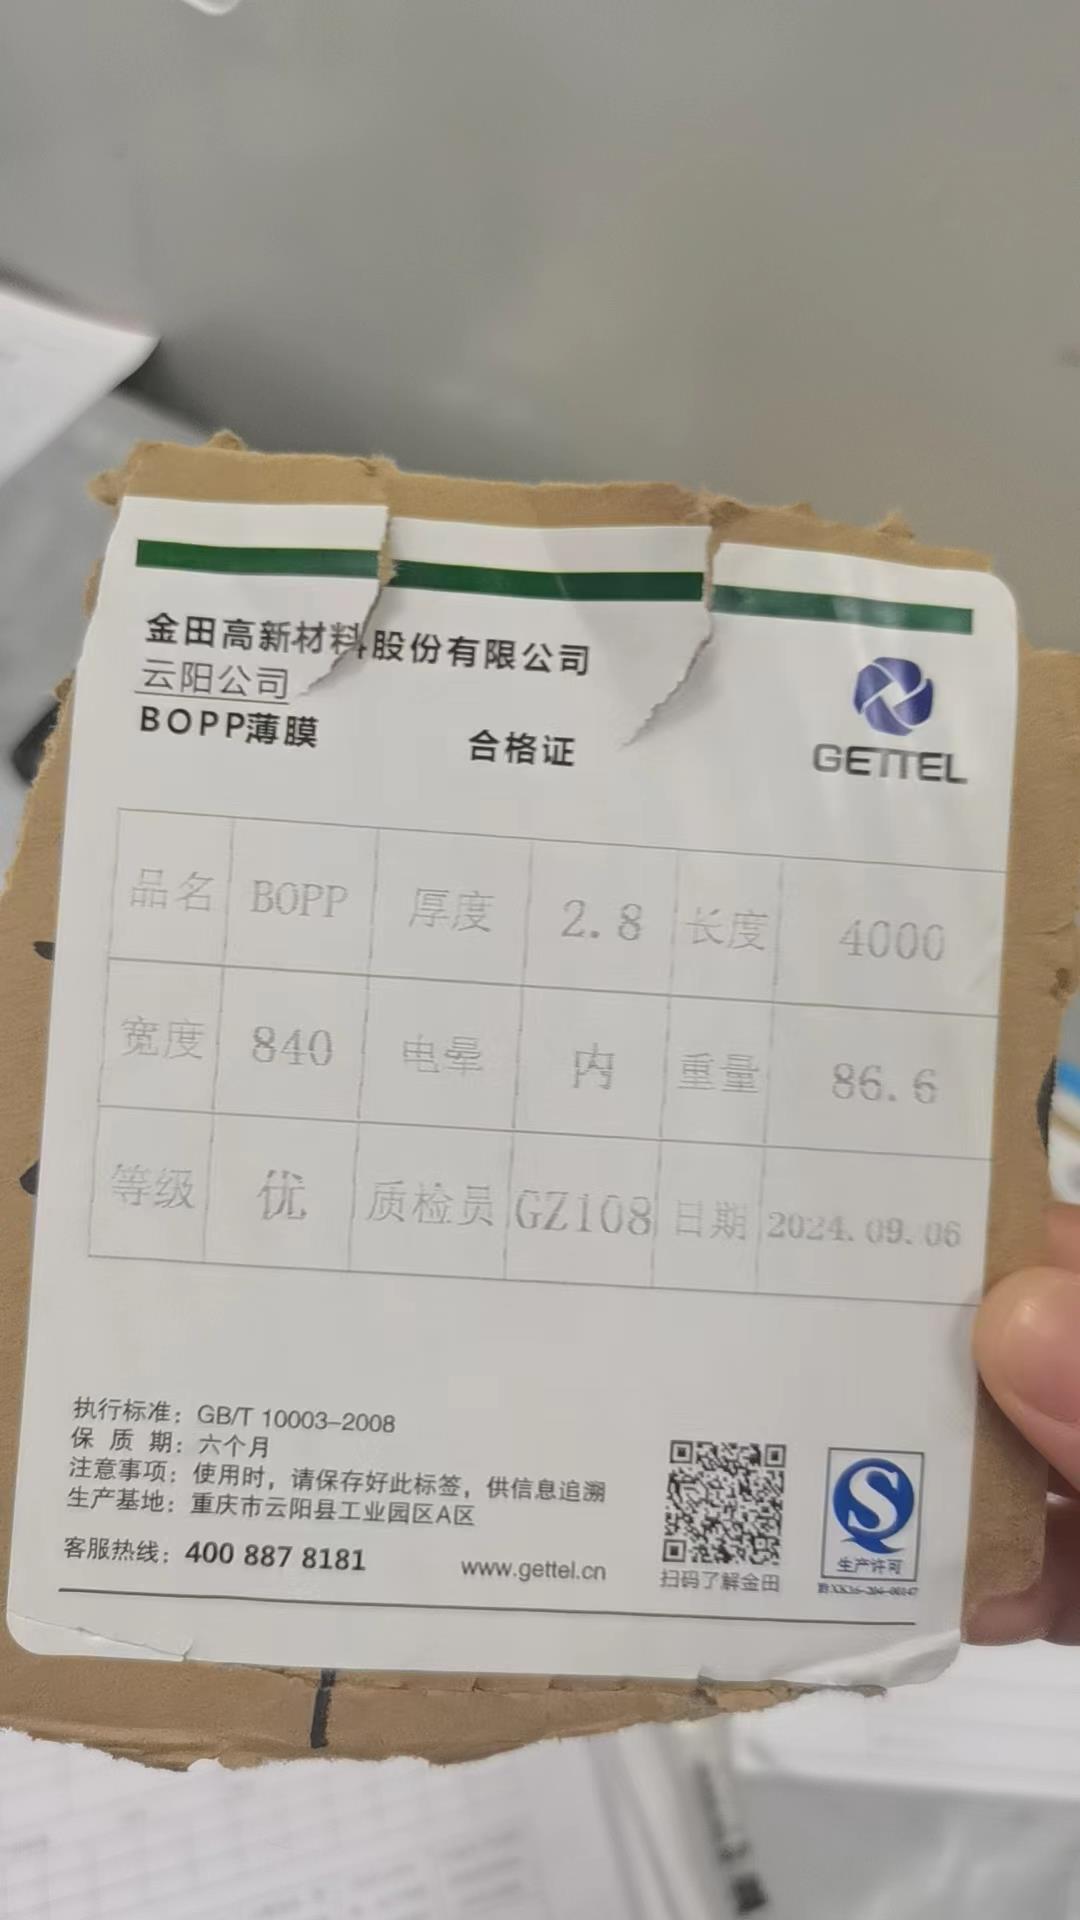 金田高新材料股份有限公司
云阳公司
BOPP薄膜
合格证
GETTEL
品名 BOPP 厚度 2.8 长度 4000
宽度 840 电晕 内 重量 86.6
等级 优 质检员 GZ108 日期 2024.09.06
执行标准：GB/T 10003-2008
保 质 期：六个月
注意事项：使用时，请保存好此标签，供信息追溯
生产基地：重庆市云阳县工业园区A区
客服热线：400 887 8181
www.gettel.cn
扫码了解金田
生产许可